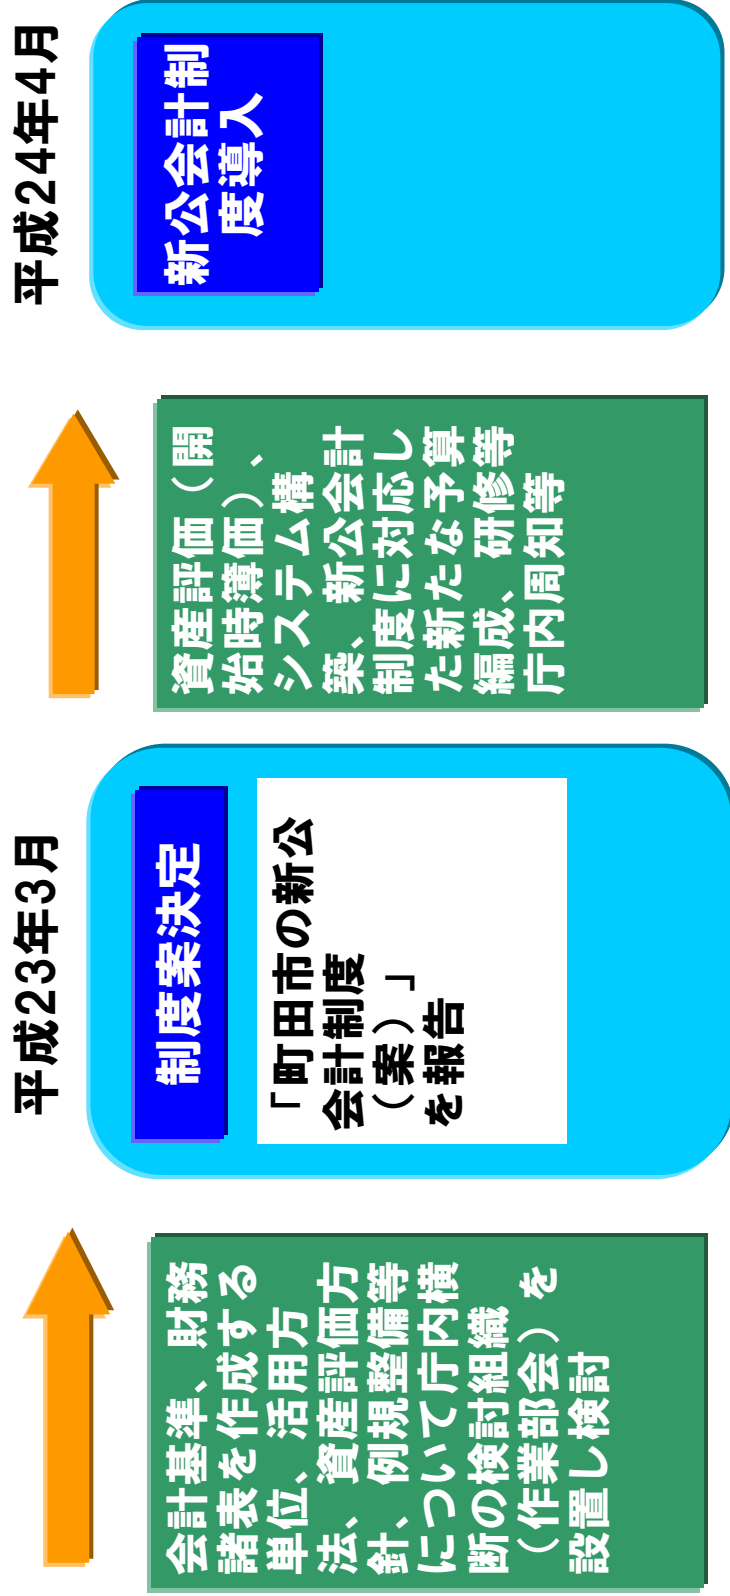 会計基準、財務
諸表を作成する
単位、活用方
法、資産評価方
針、例規整備等
について庁内横
断の検討組織
（作業部会）を
設置し検討
平成23年3月
制度案決定
「町田市の新公
会計制度
（案）」
を報告
資産評価（開
始時簿価）、
システム構
築、新公会計
制度に対応し
た新たな予算
編成、研修等
庁内周知等
平成24年4月
新公会計制
度導入